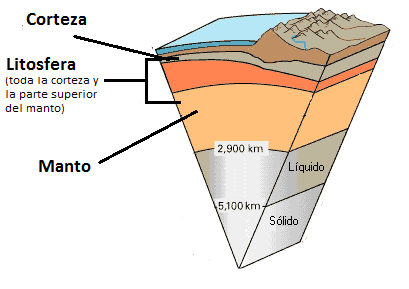 Corteza
Litosfera
(toda la corteza y
la parte superior
del manto)
Manto
2,900 km
Líquido
5,100 km
Sólido